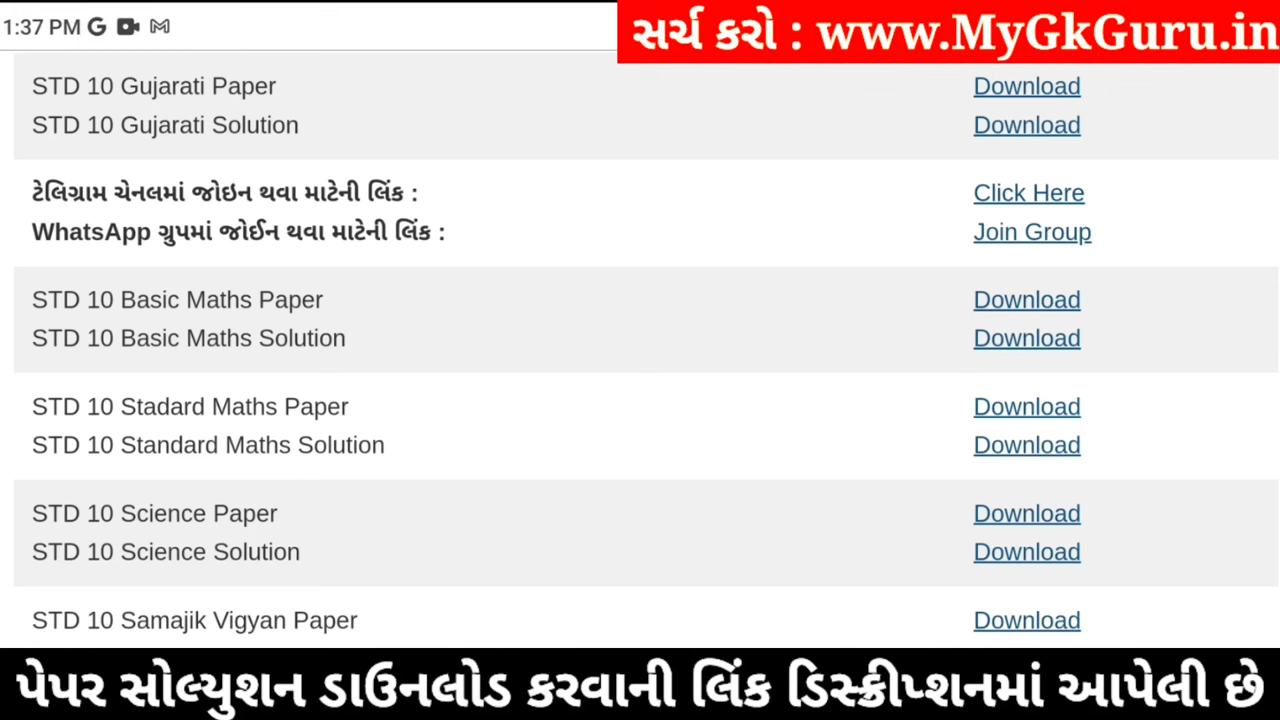 1:37 PM G
સર્ચ કરો : www.MyGkGuru.in
STD 10 Gujarati Paper Download
STD 10 Gujarati Solution Download
ટેલિગ્રામ ચેનલમાં જોઇન થવા માટેની લિંક : Click Here
WhatsApp ગ્રુપમાં જોઈન થવા માટેની લિંક : Join Group
STD 10 Basic Maths Paper Download
STD 10 Basic Maths Solution Download
STD 10 Stadard Maths Paper Download
STD 10 Standard Maths Solution Download
STD 10 Science Paper Download
STD 10 Science Solution Download
STD 10 Samajik Vigyan Paper Download
પેપર સોલ્યુશન ડાઉનલોડ કરવાની લિંક ડિસ્ક્રીપ્શનમાં આપેલી છે